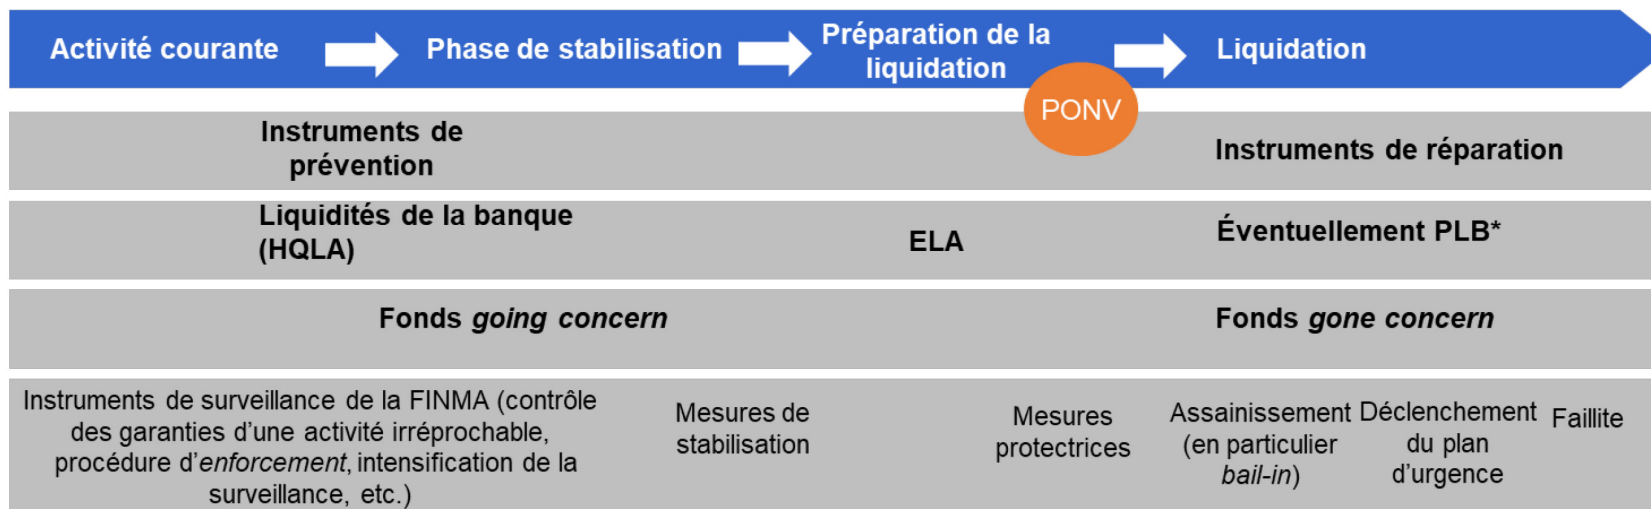 Activité courante
Phase de stabilisation
Préparation de la
liquidation
Liquidation
PONV
Instruments de
prévention
Instruments de réparation
Liquidités de la banque
(HQLA)
ELA
Éventuellement PLB*
Fonds going concern
Fonds gone concern
Instruments de surveillance de la FINMA (contrôle
des garanties d’une activité irréprochable,
procédure d’enforcement, intensification de la
surveillance, etc.)
Mesures de
stabilisation
Mesures
protectrices
Assainissement
(en particulier
bail-in)
Déclenchement
du plan
d’urgence
Faillite